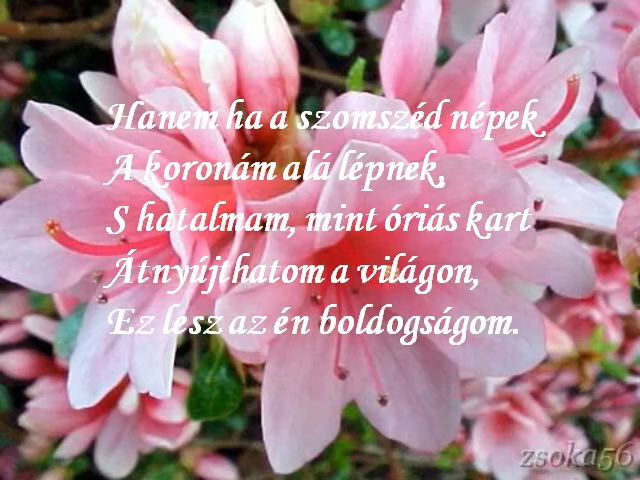 Hanem ha a szomszéd népek
A koronám alá lépnek,
S hatalmam, mint óriás kart
Átnyújthatom a világon,
Ez lesz az én boldogságom.
zsoka56